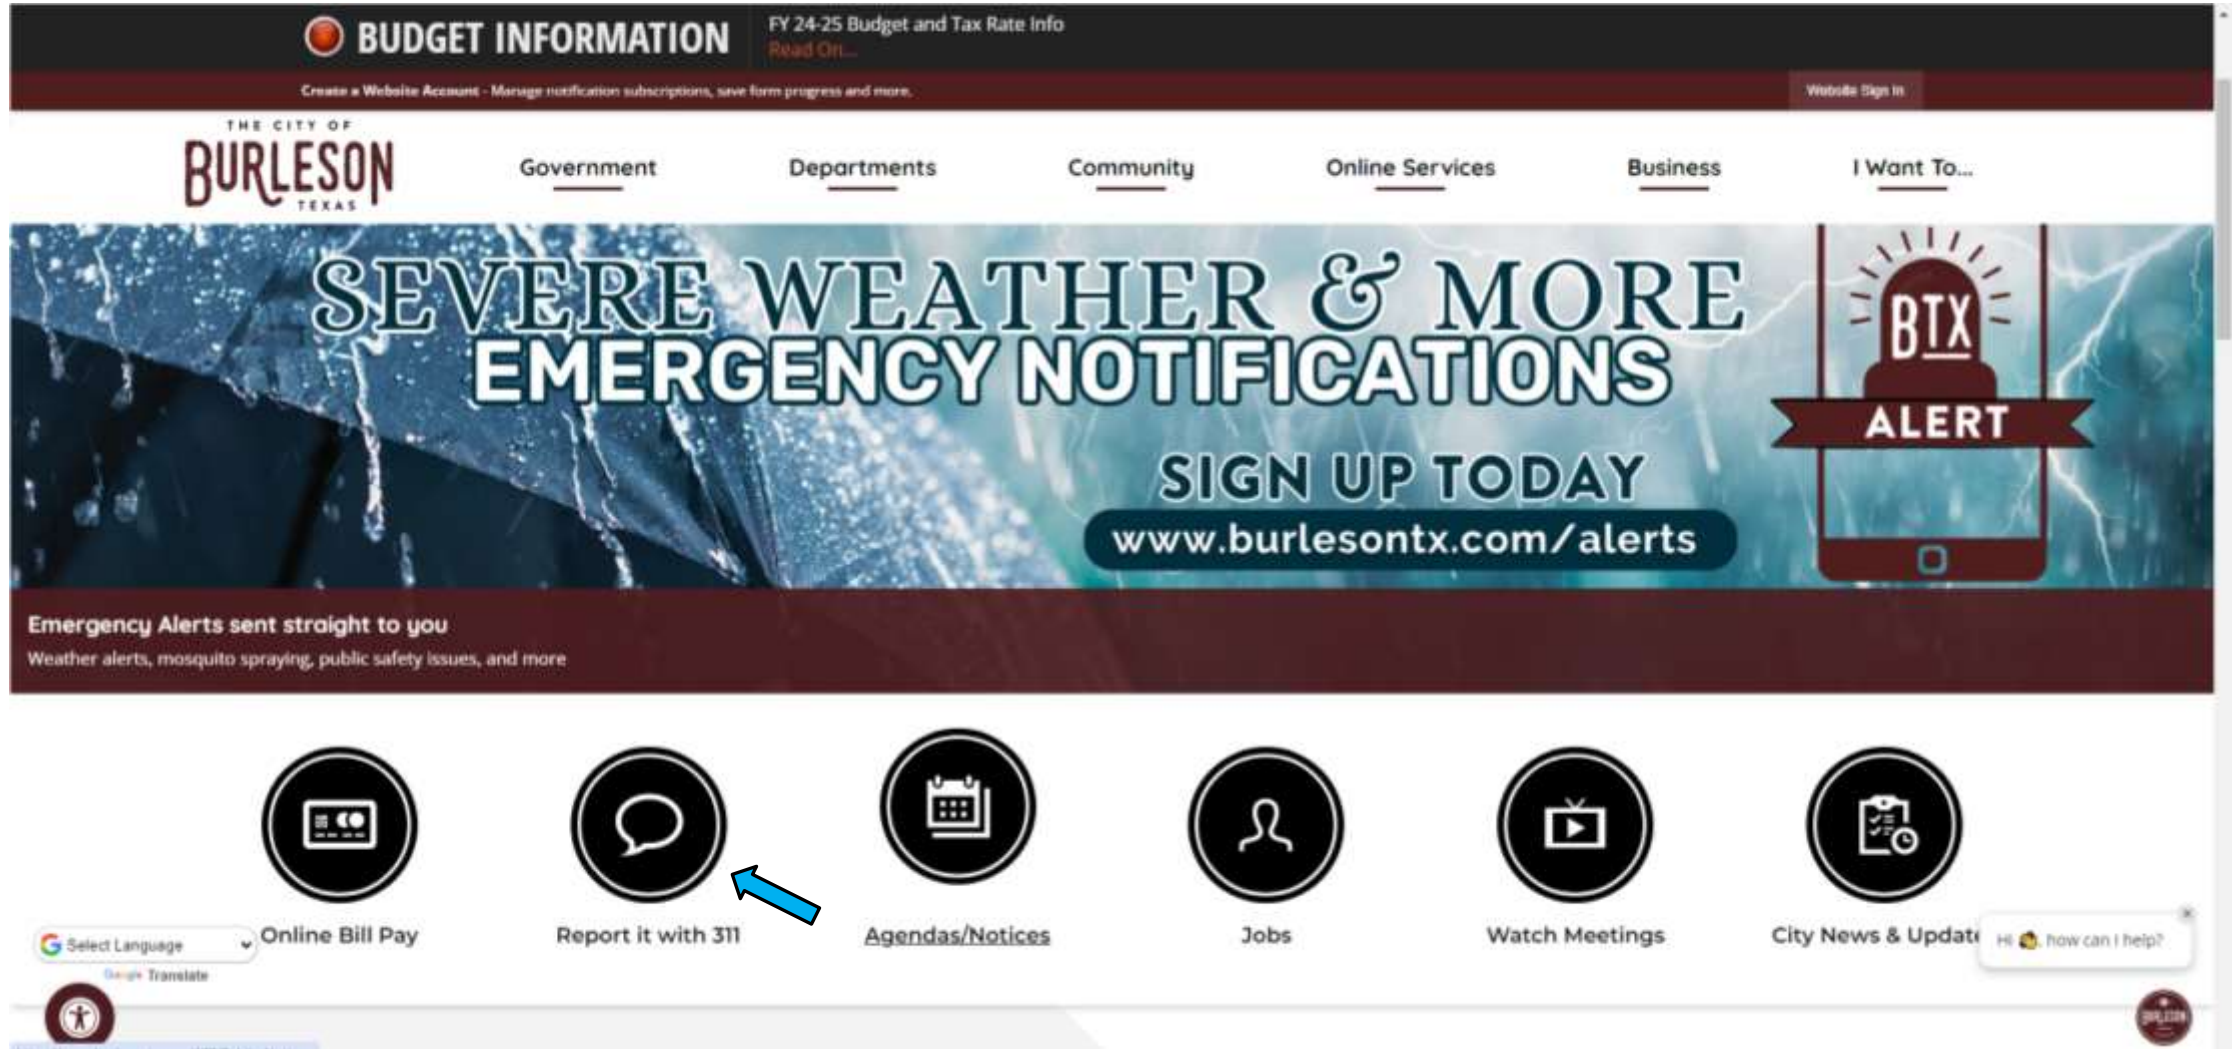 BUDGET INFORMATION
FY 24-25 Budget and Tax Rate Info
Read On...
Create a Website Account - Manage notification subscriptions, save form progress and more.
Website Sign In
THE CITY OF
BURLESON
TEXAS
Government
Departments
Community
Online Services
Business
I Want To...
SEVERE WEATHER & MORE
EMERGENCY NOTIFICATIONS
SIGN UP TODAY
www.burlesontx.com/alerts
BTX
ALERT
Emergency Alerts sent straight to you
Weather alerts, mosquito spraying, public safety issues, and more
Online Bill Pay
Report it with 311
Agendas/Notices
Jobs
Watch Meetings
City News & Update
Select Language
Google Translate
Hi, how can I help?
BURLESON